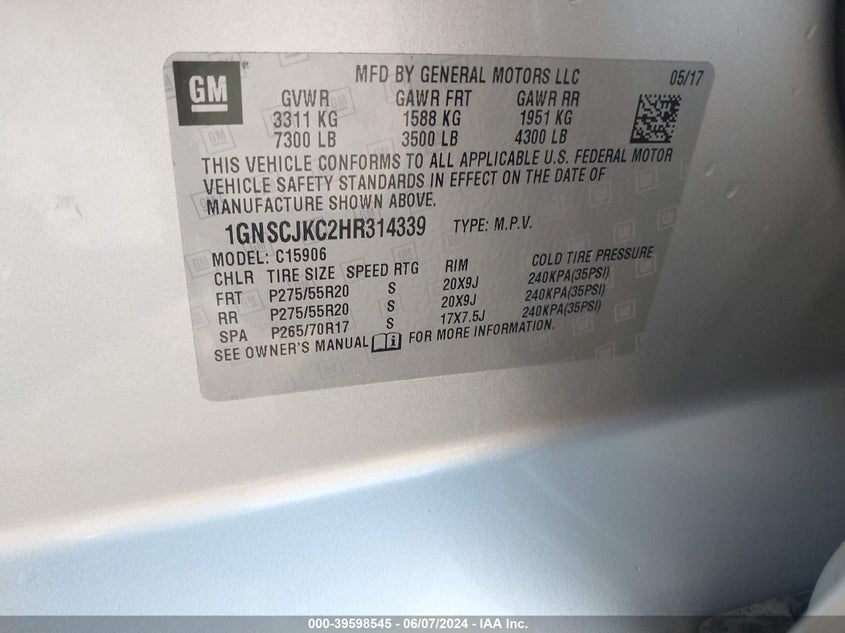 GM ®
MFD BY GENERAL MOTORS LLC 05/17
GVWR GAWR FRT GAWR RR
3311 KG 1588 KG 1951 KG
7300 LB 3500 LB 4300 LB
THIS VEHICLE CONFORMS TO ALL APPLICABLE U.S. FEDERAL MOTOR
VEHICLE SAFETY STANDARDS IN EFFECT ON THE DATE OF
MANUFACTURE SHOWN ABOVE.
1GNSCJKC2HR314339 TYPE: M.P.V.
MODEL: C15906
CHLR TIRE SIZE SPEED RTG RIM COLD TIRE PRESSURE
FRT P275/55R20 S 20X9J 240KPA(35PSI)
RR P275/55R20 S 20X9J 240KPA(35PSI)
SPA P265/70R17 S 17X7.5J 240KPA(35PSI)
SEE OWNER'S MANUAL FOR MORE INFORMATION.
000-39598545 - 06/07/2024 - IAA Inc.